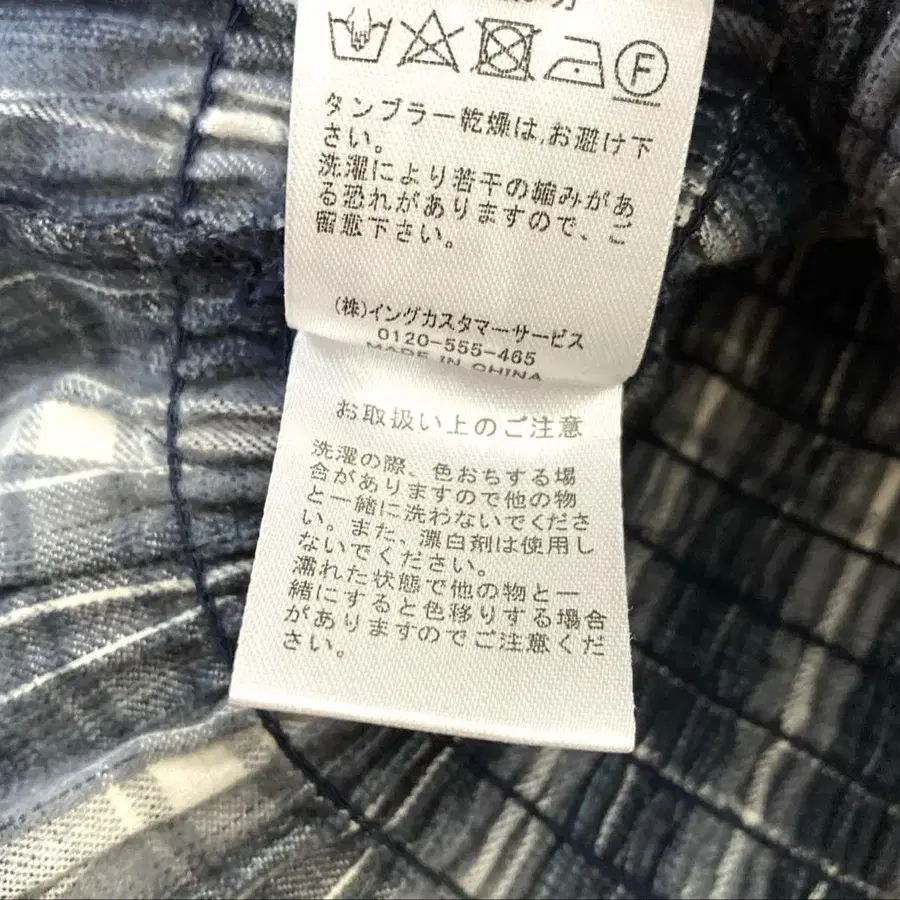 F
タンブラー乾燥は、お避け下
さい。
洗濯により若干の縮みがあ
る恐れがありますので、ご
留意下さい。
(株)イングカスタマーサービス
0120-555-465
MADE IN CHINA
お取扱い上のご注意
洗濯の際、色おちする場
合がありますので他の物
と一緒に洗わないでくださ
い。また、漂白剤は使用し
ないでください。
濡れた状態で他の物と一
緒にすると色移りする場合
がありますのでご注意くだ
さい。